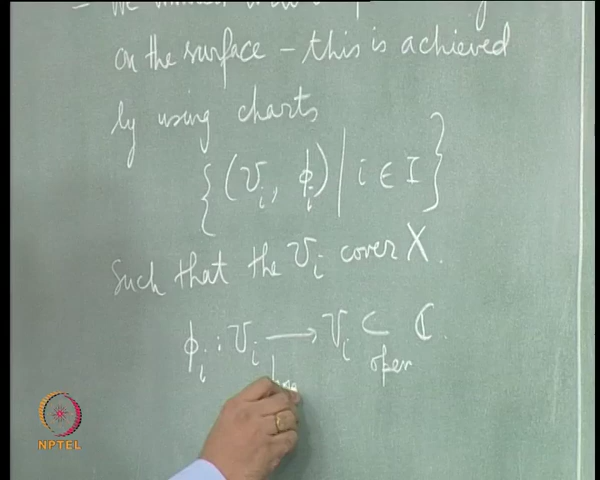 on the surface – this is achieved
by using charts
{(U_i, ϕ_i) | i ∈ I}
Such that the U_i cover X.
ϕ_i : U_i ⟶ V_i ⊂ ℂ.
open
NPTEL